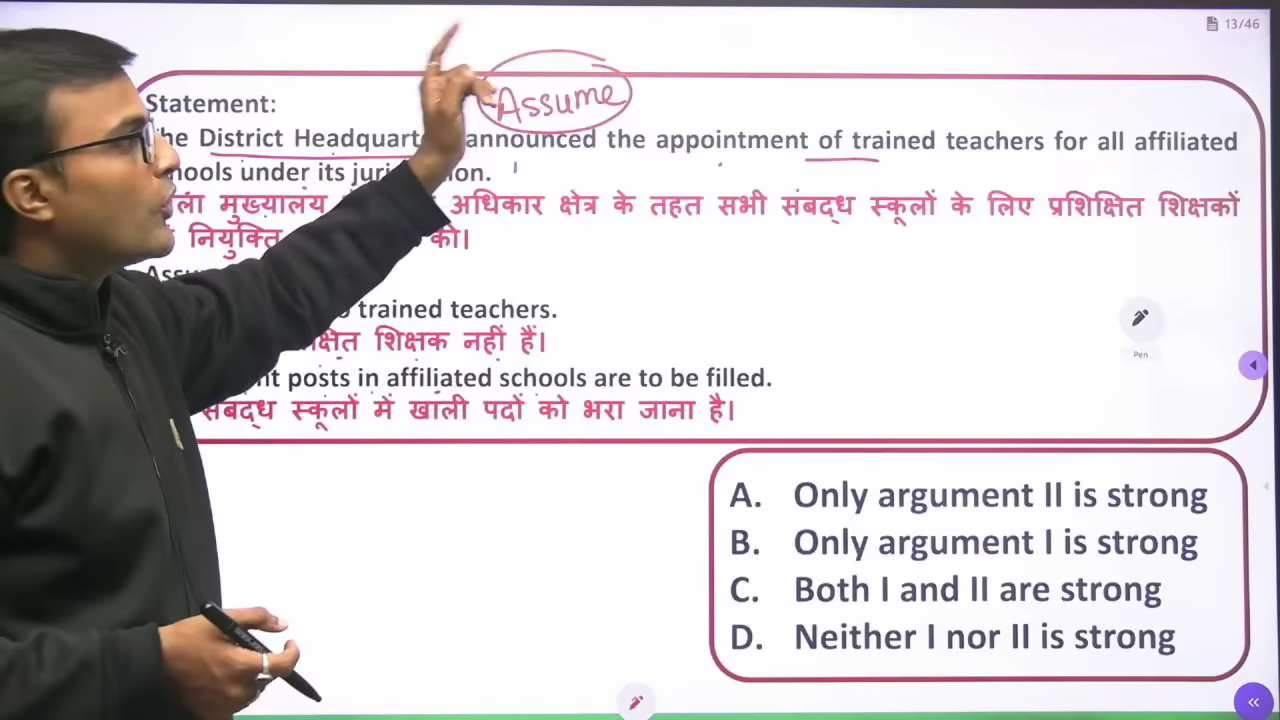 13/46
Assume
Statement:
he District Headquart announced the appointment of trained teachers for all affiliated
hools under its juri ion.
मुख्यालय अधिकार क्षेत्र के तहत सभी संबद्ध स्कूलों के लिए प्रशिक्षित शिक्षकों
नियुक्ति की।
Assu
trained teachers.
क्षित शिक्षक नहीं हैं।
nt posts in affiliated schools are to be filled.
संबद्ध स्कूलों में खाली पदों को भरा जाना है।
Pen
A. Only argument II is strong
B. Only argument I is strong
C. Both I and II are strong
D. Neither I nor II is strong